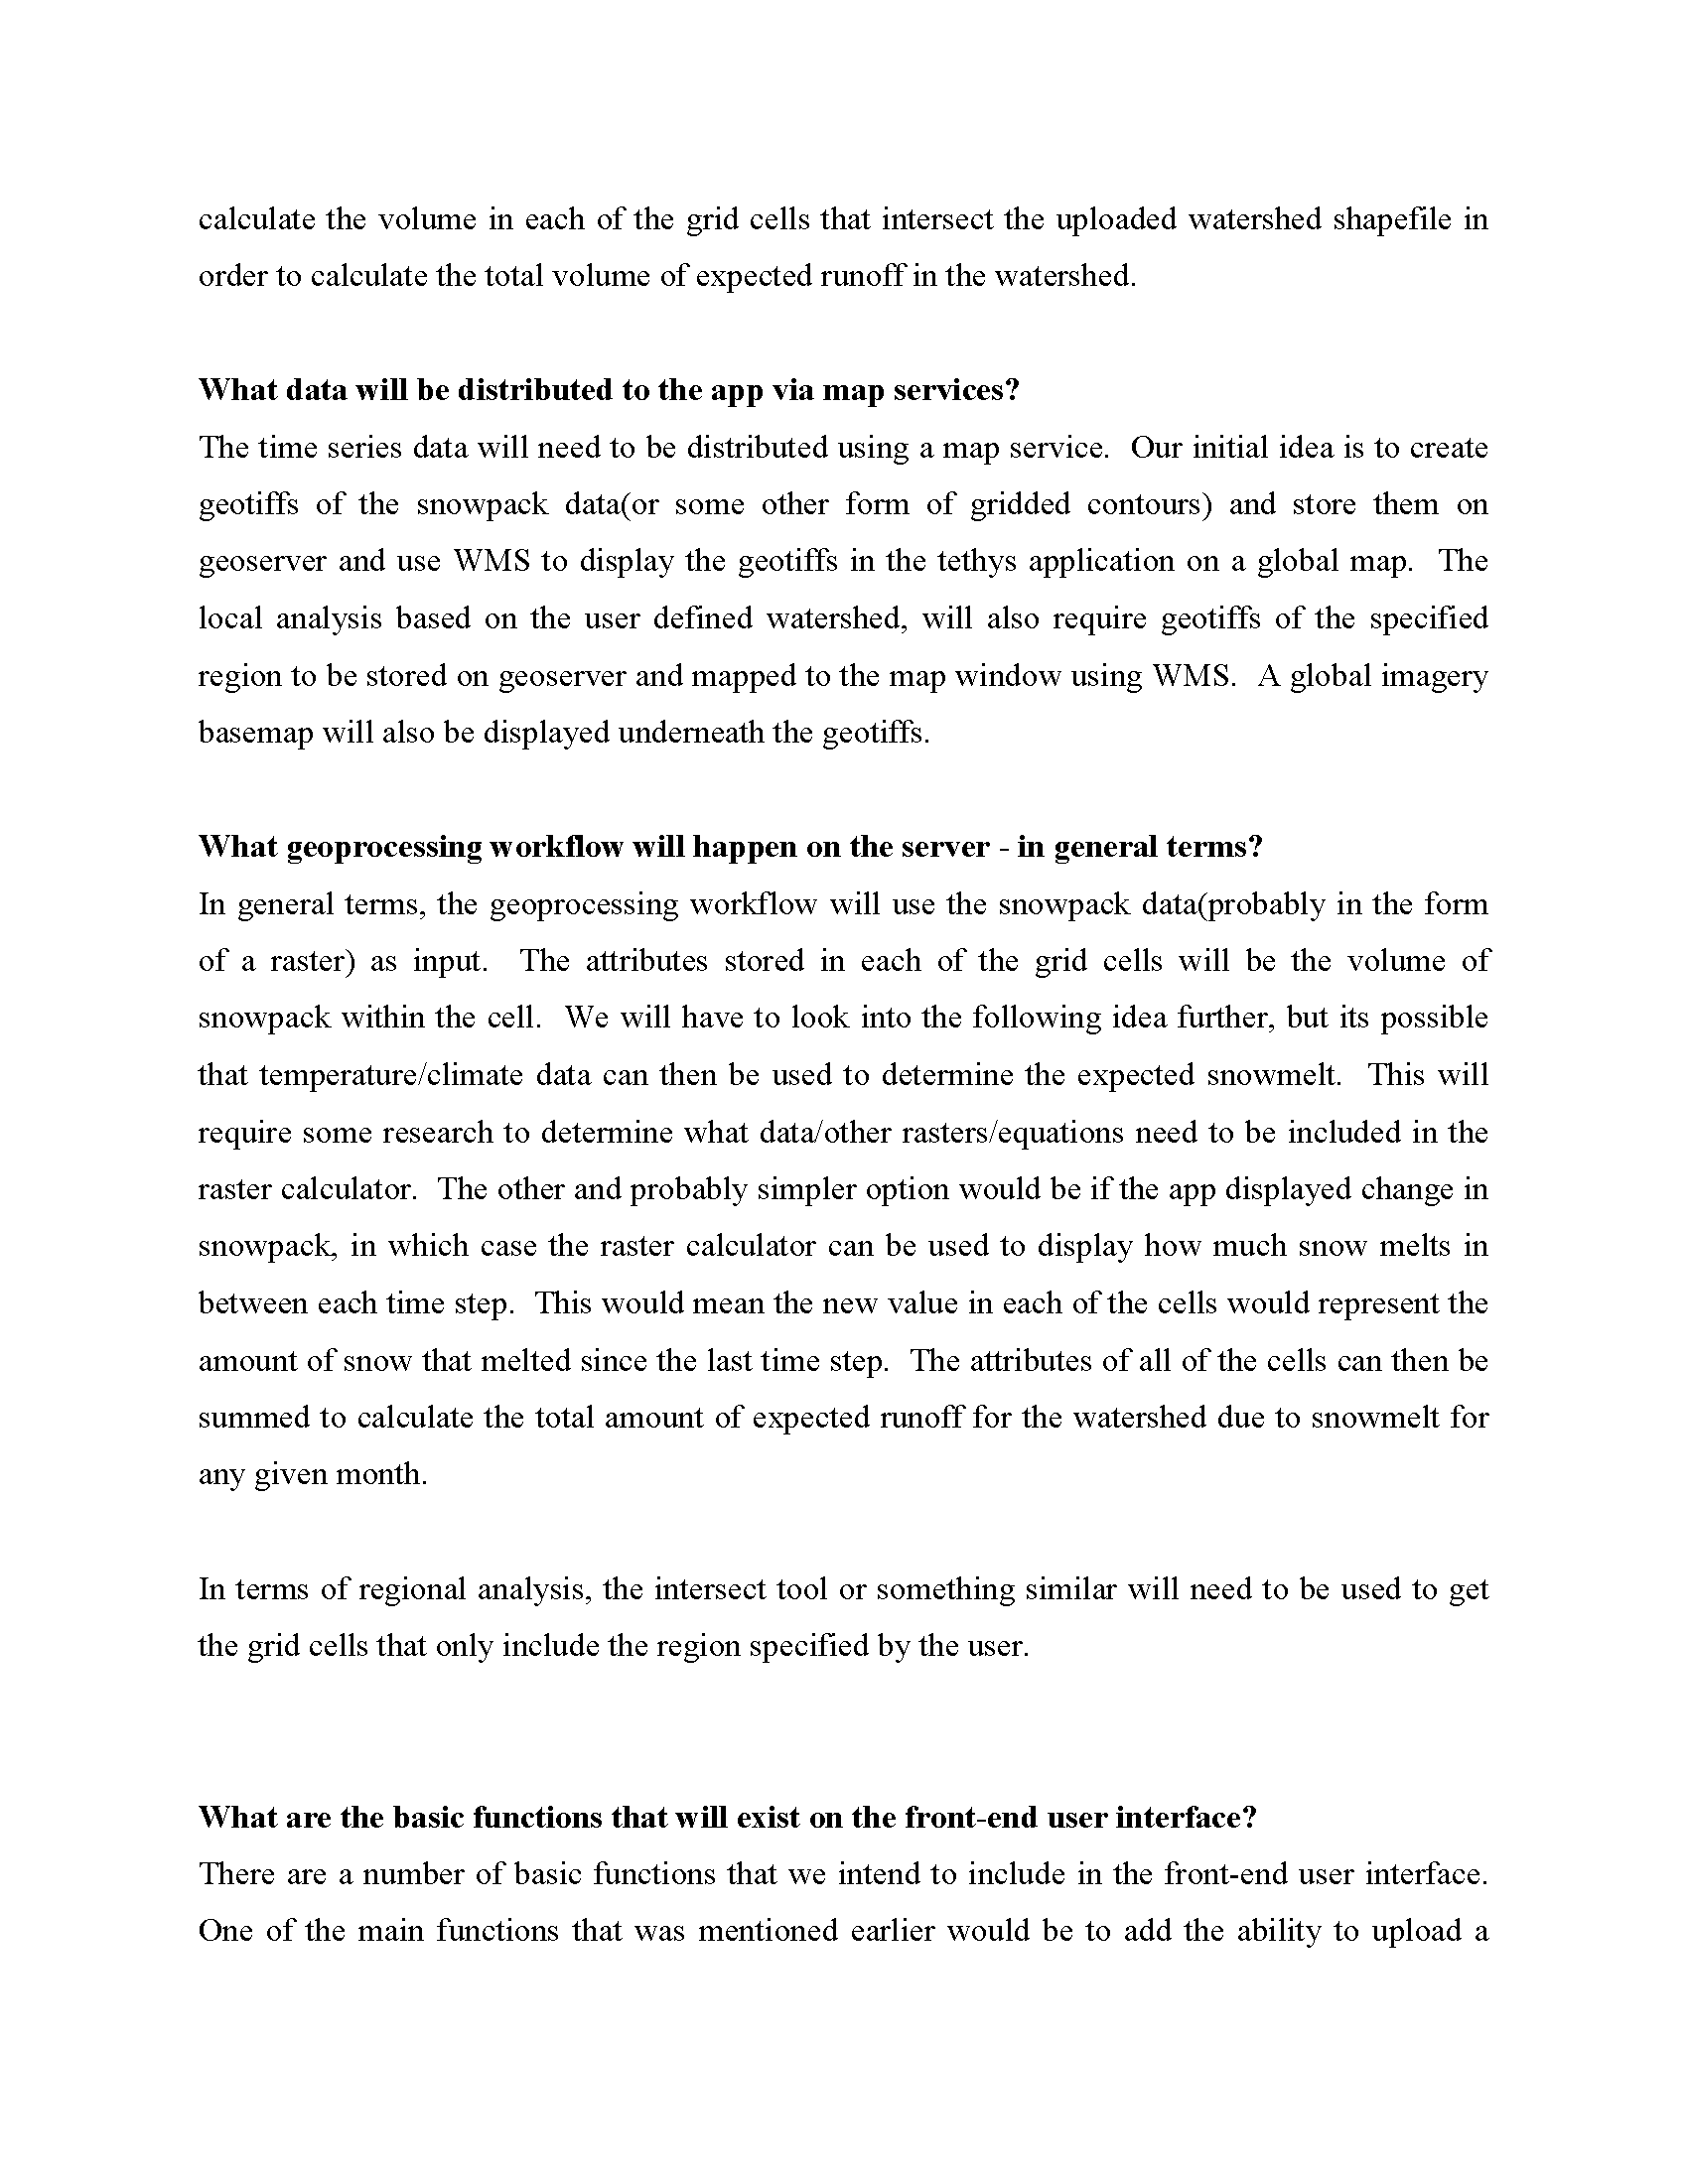 calculate the volume in each of the grid cells that intersect the uploaded watershed shapefile in
order to calculate the total volume of expected runoff in the watershed.
What data will be distributed to the app via map services?
The time series data will need to be distributed using a map service.  Our initial idea is to create
geotiffs of the snowpack data(or some other form of gridded contours) and store them on
geoserver and use WMS to display the geotiffs in the tethys application on a global map.  The
local analysis based on the user defined watershed, will also require geotiffs of the specified
region to be stored on geoserver and mapped to the map window using WMS.  A global imagery
basemap will also be displayed underneath the geotiffs.
What geoprocessing workflow will happen on the server - in general terms?
In general terms, the geoprocessing workflow will use the snowpack data(probably in the form
of a raster) as input.  The attributes stored in each of the grid cells will be the volume of
snowpack within the cell.  We will have to look into the following idea further, but its possible
that temperature/climate data can then be used to determine the expected snowmelt.  This will
require some research to determine what data/other rasters/equations need to be included in the
raster calculator.  The other and probably simpler option would be if the app displayed change in
snowpack, in which case the raster calculator can be used to display how much snow melts in
between each time step.  This would mean the new value in each of the cells would represent the
amount of snow that melted since the last time step.  The attributes of all of the cells can then be
summed to calculate the total amount of expected runoff for the watershed due to snowmelt for
any given month.
In terms of regional analysis, the intersect tool or something similar will need to be used to get
the grid cells that only include the region specified by the user.
What are the basic functions that will exist on the front-end user interface?
There are a number of basic functions that we intend to include in the front-end user interface.
One of the main functions that was mentioned earlier would be to add the ability to upload a